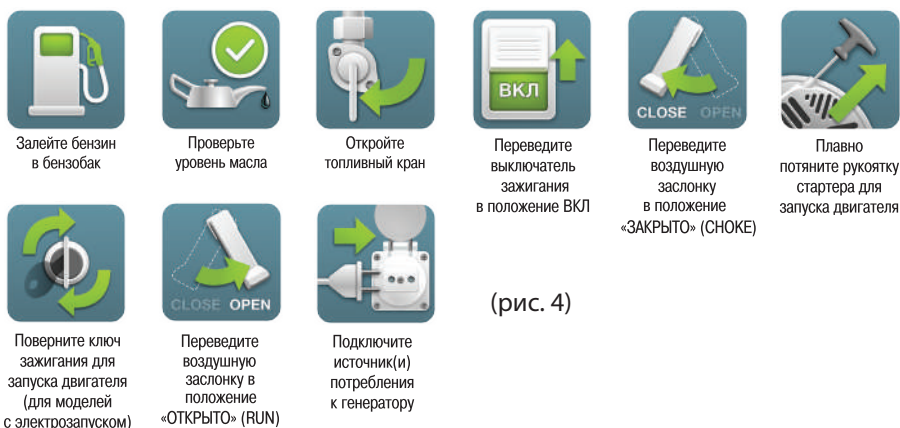 Залейте бензин
в бензобак
Проверьте
уровень масла
Откройте
топливный кран
ВКЛ
Переведите
выключатель
зажигания
в положение ВКЛ
CLOSE OPEN
Переведите
воздушную
заслонку
в положение
«ЗАКРЫТО» (CHOKE)
Плавно
потяните рукоятку
стартера для
запуска двигателя
Поверните ключ
зажигания для
запуска двигателя
(для моделей
с электрозапуском)
CLOSE OPEN
Переведите
воздушную
заслонку в
положение
«ОТКРЫТО» (RUN)
Подключите
источник(и)
потребления
к генератору
(рис. 4)